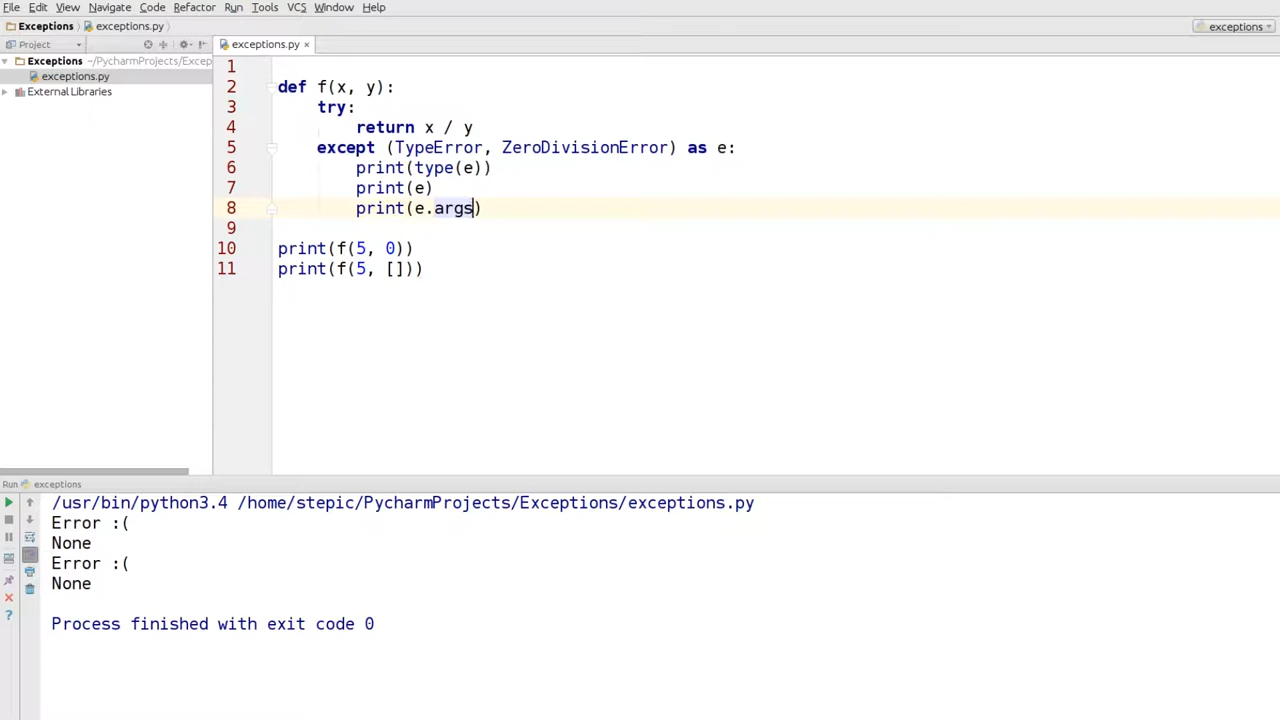 File Edit View Navigate Code Refactor Run Tools VCS Window Help
Exceptions exceptions.py exceptions
Project exceptions.py
Exceptions ~/PycharmProjects/Excep
exceptions.py
External Libraries
1
2 def f(x, y):
3 try:
4 return x / y
5 except (TypeError, ZeroDivisionError) as e:
6 print(type(e))
7 print(e)
8 print(e.args)
9
10 print(f(5, 0))
11 print(f(5, []))
Run exceptions
/usr/bin/python3.4 /home/stepic/PycharmProjects/Exceptions/exceptions.py
Error :(
None
Error :(
None
Process finished with exit code 0